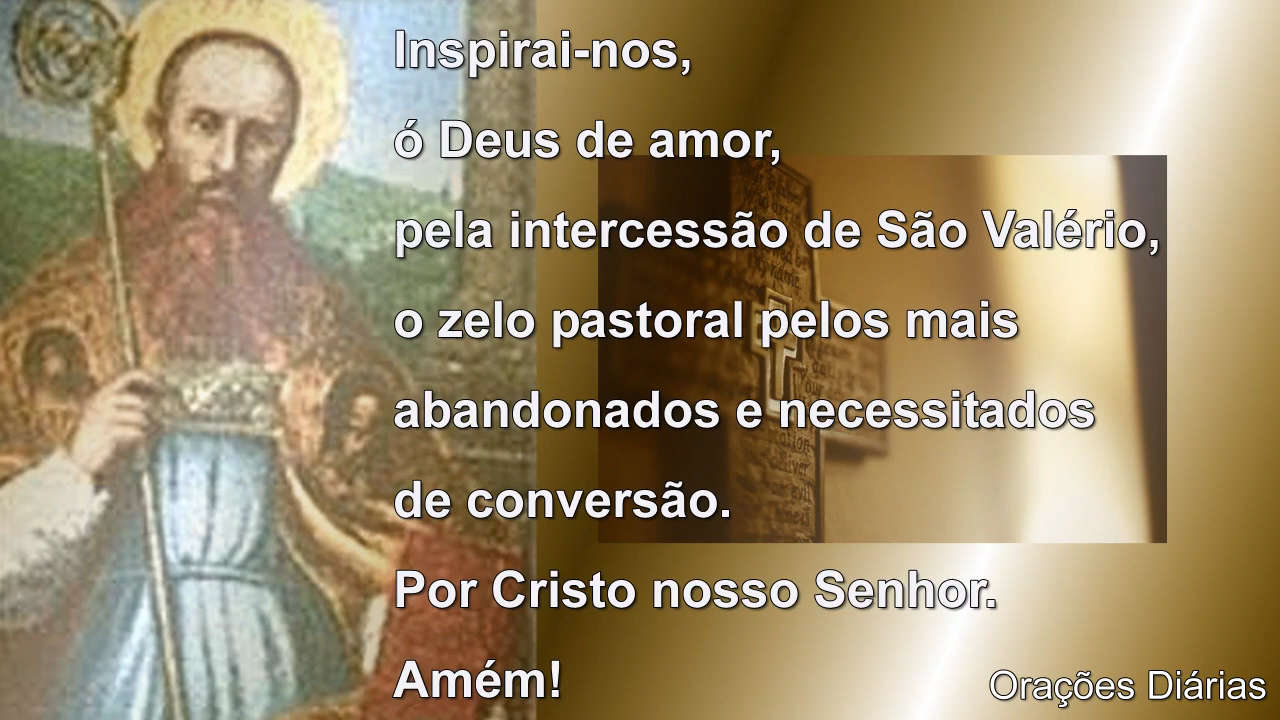 Inspirai-nos,
ó Deus de amor,
pela intercessão de São Valério,
o zelo pastoral pelos mais
abandonados e necessitados
de conversão.
Por Cristo nosso Senhor.
Amém!
Orações Diárias